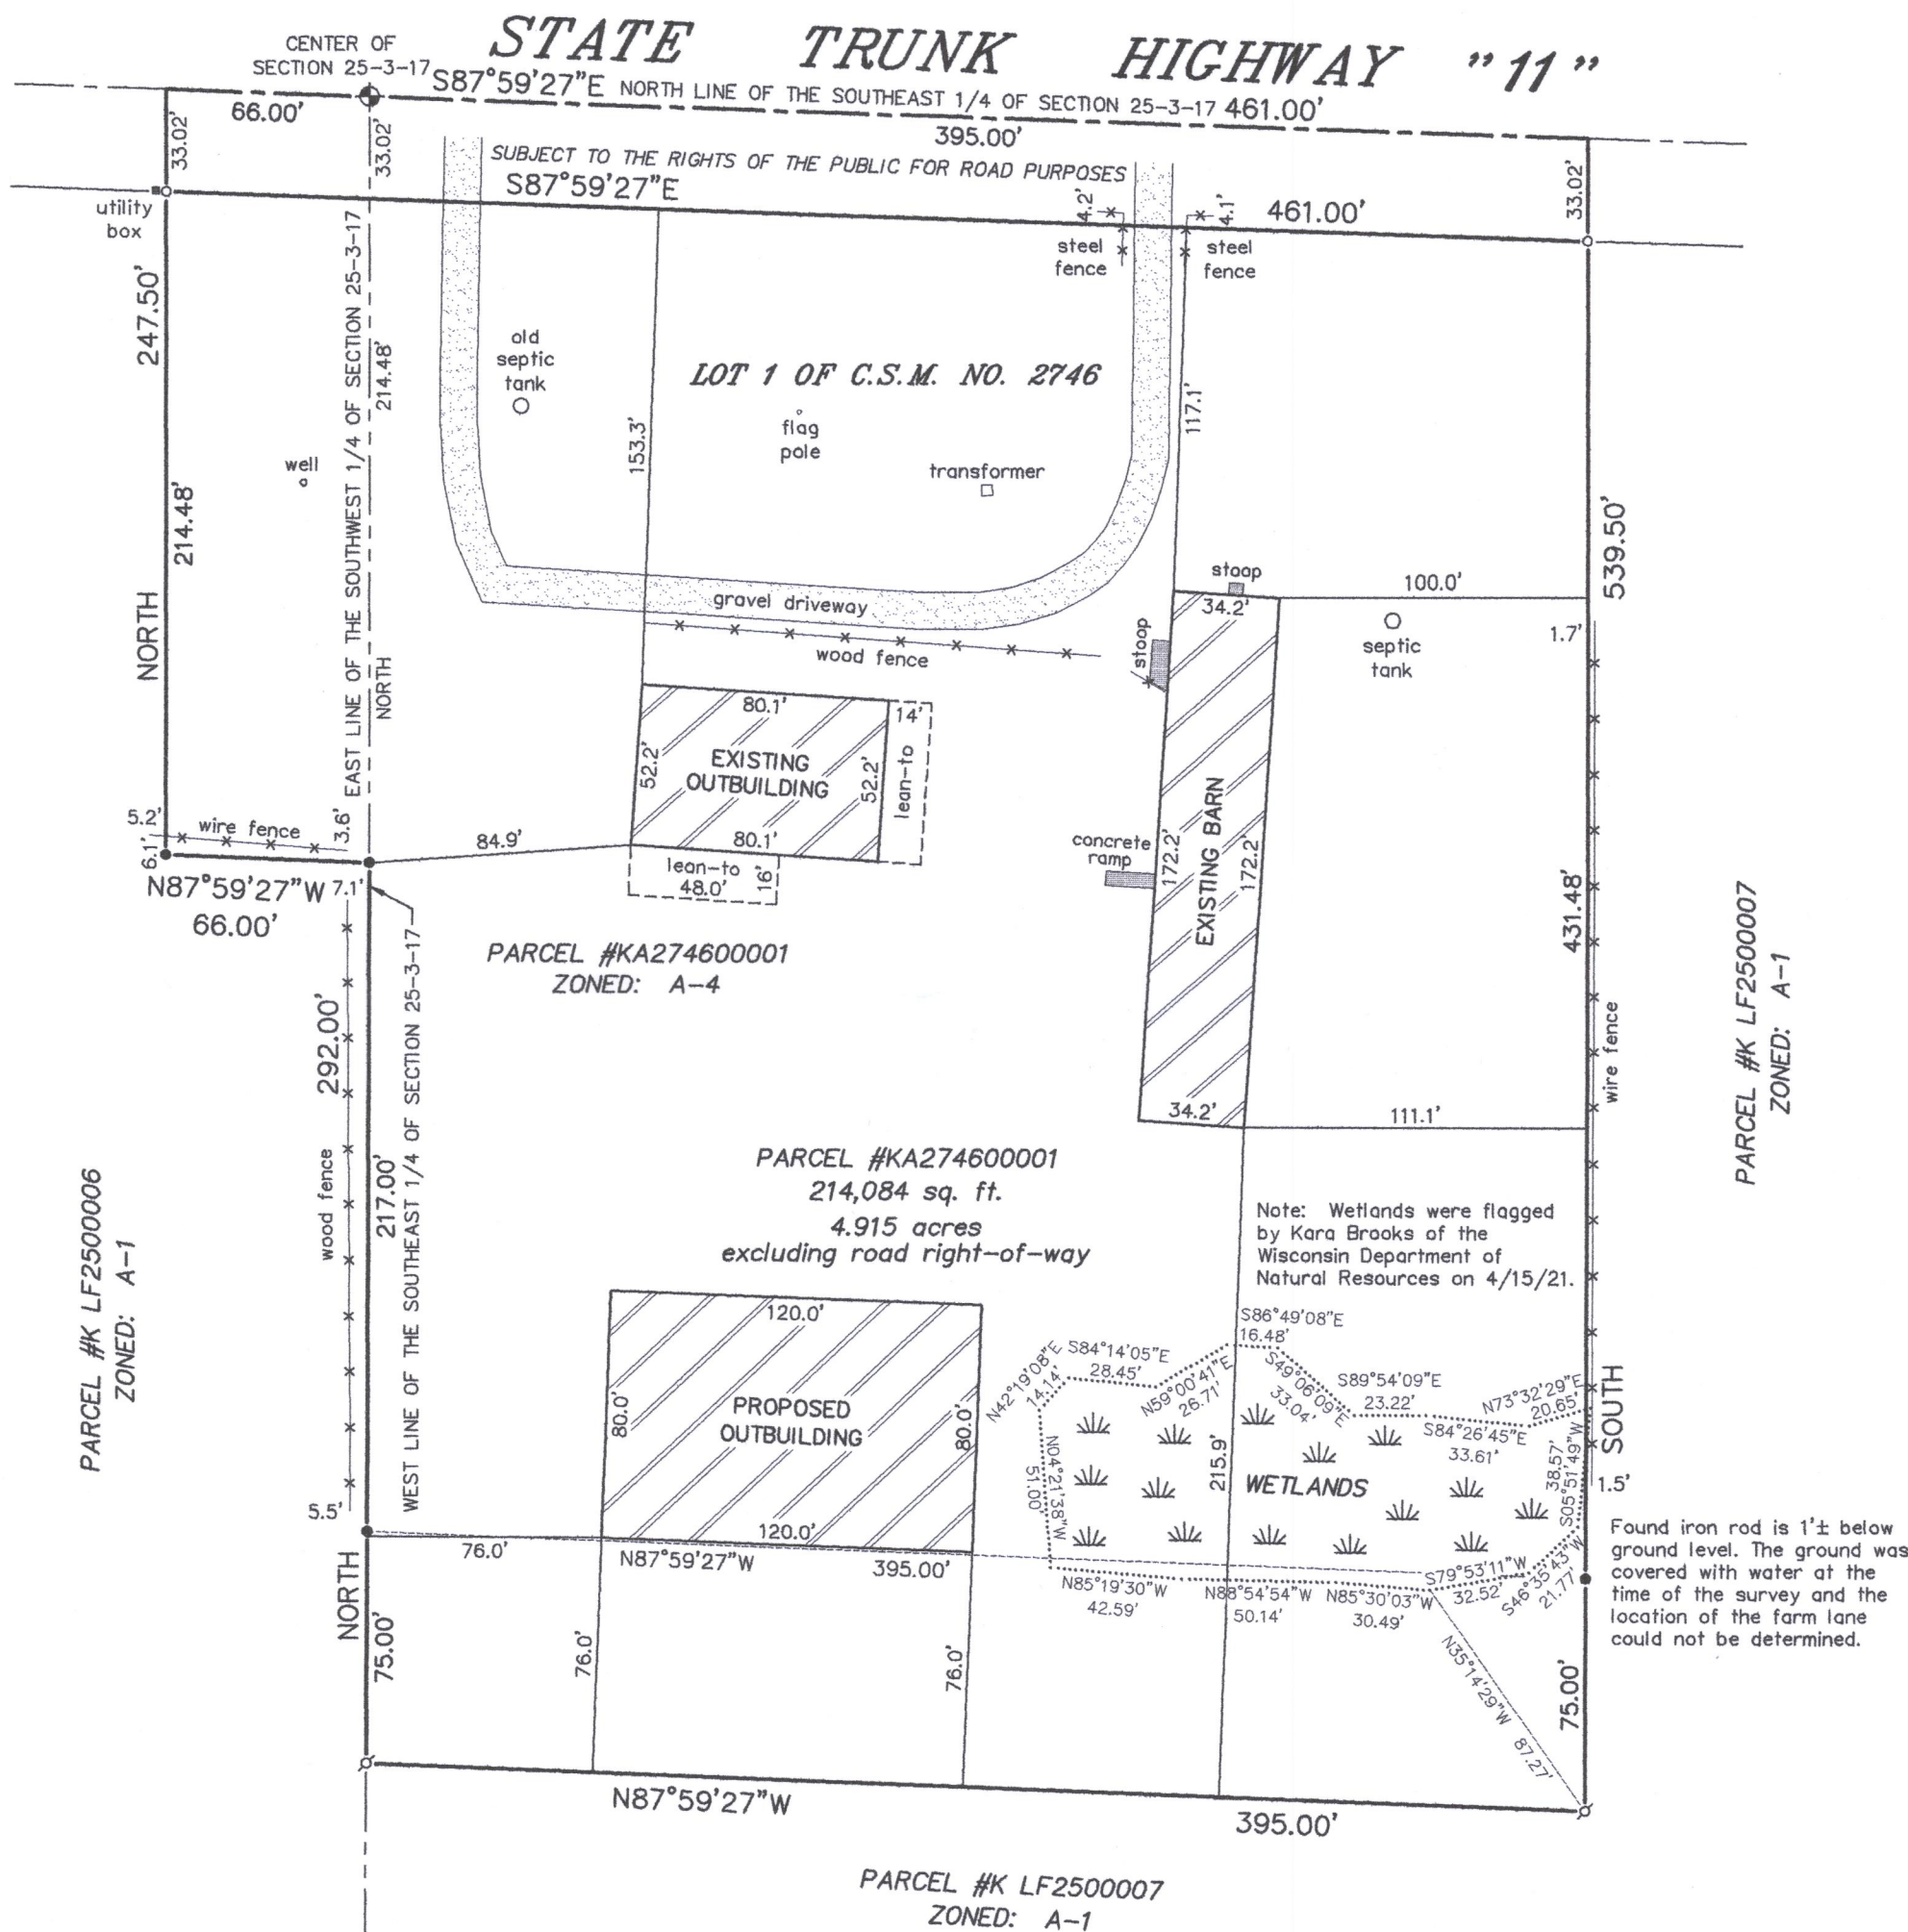 STATE TRUNK HIGHWAY "11"
CENTER OF
SECTION 25-3-17
S87°59'27"E NORTH LINE OF THE SOUTHEAST 1/4 OF SECTION 25-3-17 461.00'
66.00'
395.00'
33.02'
33.02'
33.02'
SUBJECT TO THE RIGHTS OF THE PUBLIC FOR ROAD PURPOSES
S87°59'27"E
461.00'
4.2'
4.1'
utility
box
steel
fence
steel
fence
247.50'
214.48'
NORTH
EAST LINE OF THE SOUTHWEST 1/4 OF SECTION 25-3-17
214.48'
NORTH
well
old
septic
tank
153.3'
LOT 1 OF C.S.M. NO. 2746
flag
pole
transformer
117.1'
539.50'
gravel driveway
wood fence
stoop
stoop
34.2'
100.0'
1.7'
septic
tank
80.1'
14'
52.2'
EXISTING
OUTBUILDING
52.2'
lean-to
80.1'
lean-to
48.0'
16'
84.9'
5.2'
wire fence
3.6'
6.1'
N87°59'27"W
7.1'
66.00'
concrete
ramp
172.2'
EXISTING BARN
172.2'
34.2'
111.1'
431.48'
wire fence
PARCEL #K LF2500007
ZONED: A-1
PARCEL #KA274600001
ZONED: A-4
292.00'
wood fence
217.00'
WEST LINE OF THE SOUTHEAST 1/4 OF SECTION 25-3-17
PARCEL #K LF2500006
ZONED: A-1
PARCEL #KA274600001
214,084 sq. ft.
4.915 acres
excluding road right-of-way
Note: Wetlands were flagged
by Kara Brooks of the
Wisconsin Department of
Natural Resources on 4/15/21.
120.0'
80.0'
PROPOSED
OUTBUILDING
80.0'
120.0'
N42°19'08"E
14.14'
S84°14'05"E
28.45'
N59°00'41"E
26.71'
S86°49'08"E
16.48'
S49°06'09"E
33.04'
S89°54'09"E
23.22'
S84°26'45"E
33.61'
N73°32'29"E
20.65'
SOUTH
N04°21'38"W
51.00'
215.9'
WETLANDS
S05°51'49"W
38.57'
1.5'
5.5'
76.0'
N87°59'27"W
395.00'
N85°19'30"W
42.59'
N88°54'54"W
50.14'
N85°30'03"W
30.49'
S79°53'11"W
32.52'
S46°35'43"W
21.77'
Found iron rod is 1'± below
ground level. The ground was
covered with water at the
time of the survey and the
location of the farm lane
could not be determined.
NORTH
75.00'
76.0'
76.0'
N35°14'29"W
87.27'
75.00'
N87°59'27"W
395.00'
PARCEL #K LF2500007
ZONED: A-1